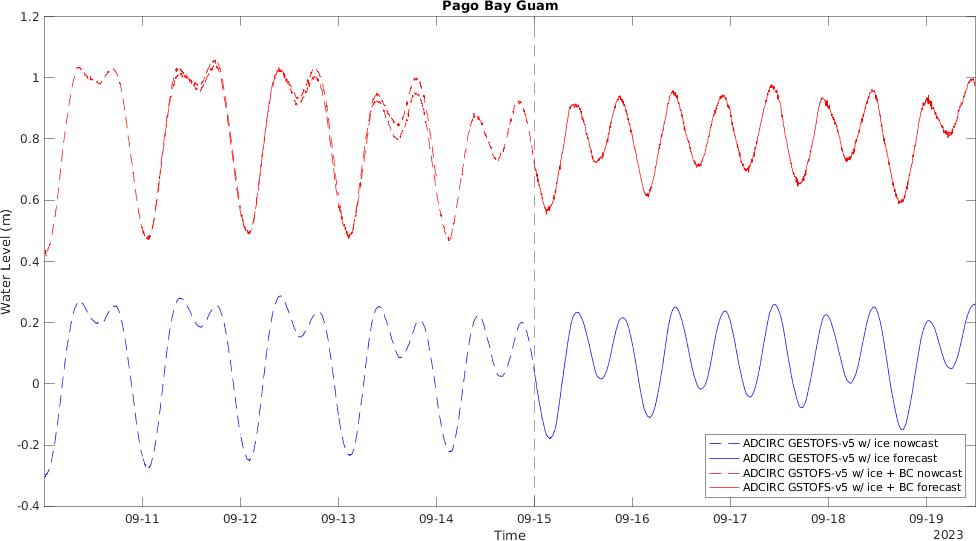 Pago Bay Guam
1.2
1
0.8
0.6
0.4
0.2
0
-0.2
-0.4
Water Level (m)
ADCIRC GESTOFS-v5 w/ ice nowcast
ADCIRC GESTOFS-v5 w/ ice forecast
ADCIRC GSTOFS-v5 w/ ice + BC nowcast
ADCIRC GSTOFS-v5 w/ ice + BC forecast
09-11 09-12 09-13 09-14 09-15 09-16 09-17 09-18 09-19
Time
2023